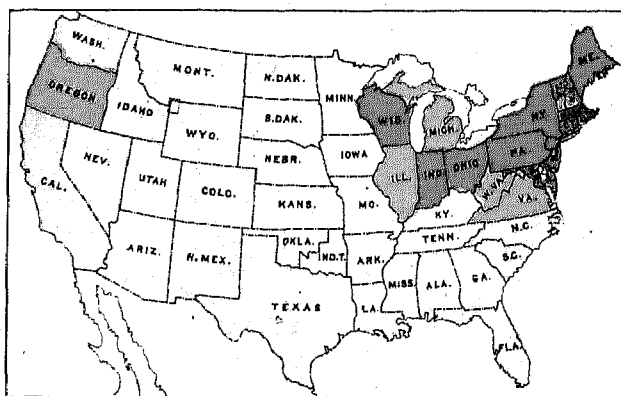 WASH.
MONT.
N.DAK.
MINN.
ME.
OREGON
IDAHO
S.DAK.
WIS.
MICH.
N.Y.
WYO.
NEBR.
IOWA
PA.
NEV.
UTAH
COLO.
ILL.
IND.
OHIO
W.VA.
VA.
CAL.
KANS.
MO.
KY.
N.C.
TENN.
ARIZ.
N.MEX.
OKLA.
IND.T.
ARK.
S.C.
MISS.
ALA.
GA.
TEXAS
LA.
FLA.